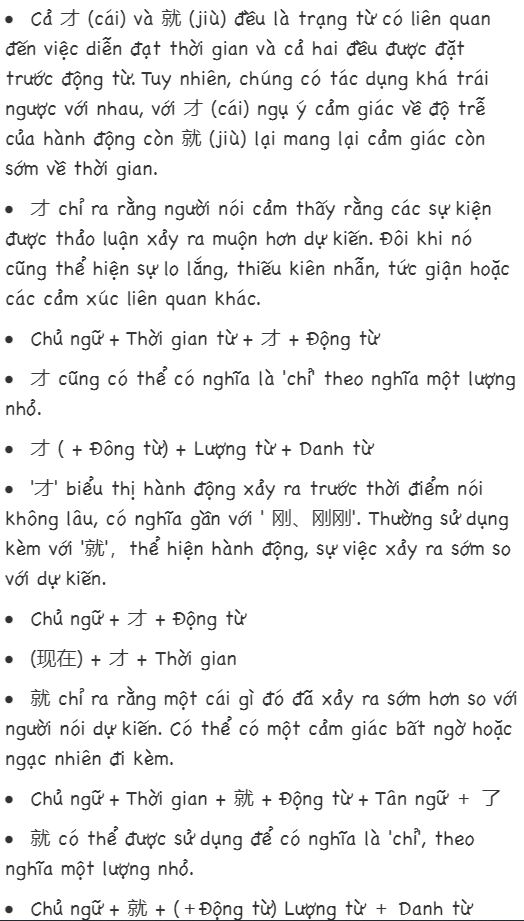 • Cả 才 (cái) và 就 (jiù) đều là trạng từ có liên quan
đến việc diễn đạt thời gian và cả hai đều được đặt
trước động từ. Tuy nhiên, chúng có tác dụng khá trái
ngược với nhau, với 才 (cái) ngụ ý cảm giác về độ trễ
của hành động còn 就 (jiù) lại mang lại cảm giác còn
sớm về thời gian.
• 才 chỉ ra rằng người nói cảm thấy rằng các sự kiện
được thảo luận xảy ra muộn hơn dự kiến. Đôi khi nó
cũng thể hiện sự lo lắng, thiếu kiên nhẫn, tức giận hoặc
các cảm xúc liên quan khác.
• Chủ ngữ + Thời gian từ + 才 + Động từ
• 才 cũng có thể có nghĩa là 'chỉ' theo nghĩa một lượng
nhỏ.
• 才 ( + Đông từ) + Lượng từ + Danh từ
• '才' biểu thị hành động xảy ra trước thời điểm nói
không lâu, có nghĩa gần với ' 刚、刚刚'. Thường sử dụng
kèm với '就', thể hiện hành động, sự việc xảy ra sớm so
với dự kiến.
• Chủ ngữ + 才 + Động từ
• (现在) + 才 + Thời gian
• 就 chỉ ra rằng một cái gì đó đã xảy ra sớm hơn so với
người nói dự kiến. Có thể có một cảm giác bất ngờ hoặc
ngạc nhiên đi kèm.
• Chủ ngữ + Thời gian + 就 + Động từ + Tân ngữ + 了
• 就 có thể được sử dụng để có nghĩa là 'chỉ', theo
nghĩa một lượng nhỏ.
• Chủ ngữ + 就 + (+Động từ) Lượng từ + Danh từ